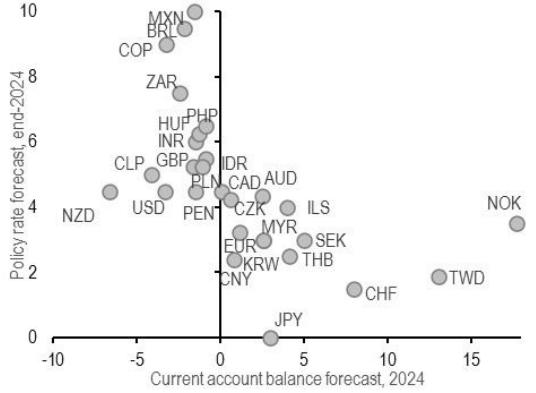 10
MXN
BRL
COP
8
ZAR
PHP
HUF
6
INR
GBP
IDR
CLP
PLN
CAD
AUD
4
NZD
USD
PEN
CZK
ILS
NOK
MYR
EUR
SEK
KRW
THB
2
CNY
TWD
CHF
JPY
0
Policy rate forecast, end-2024
-10
-5
0
5
10
15
Current account balance forecast, 2024